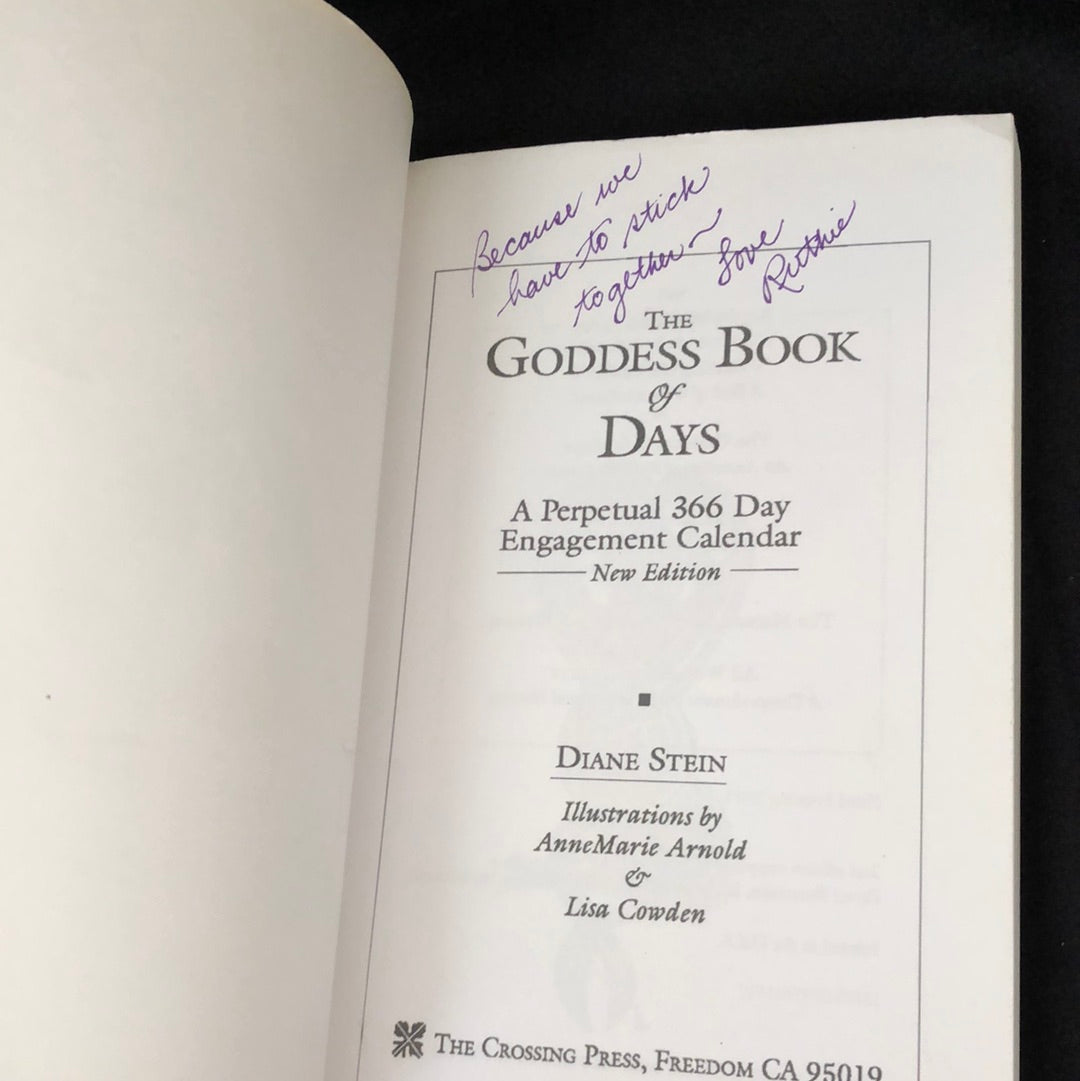 Because we
have to stick
together ~ Love
Ruthie
THE
GODDESS BOOK
Of
DAYS
A Perpetual 366 Day
Engagement Calendar
New Edition
DIANE STEIN
Illustrations by
AnneMarie Arnold
&
Lisa Cowden
THE CROSSING PRESS, FREEDOM CA 95019